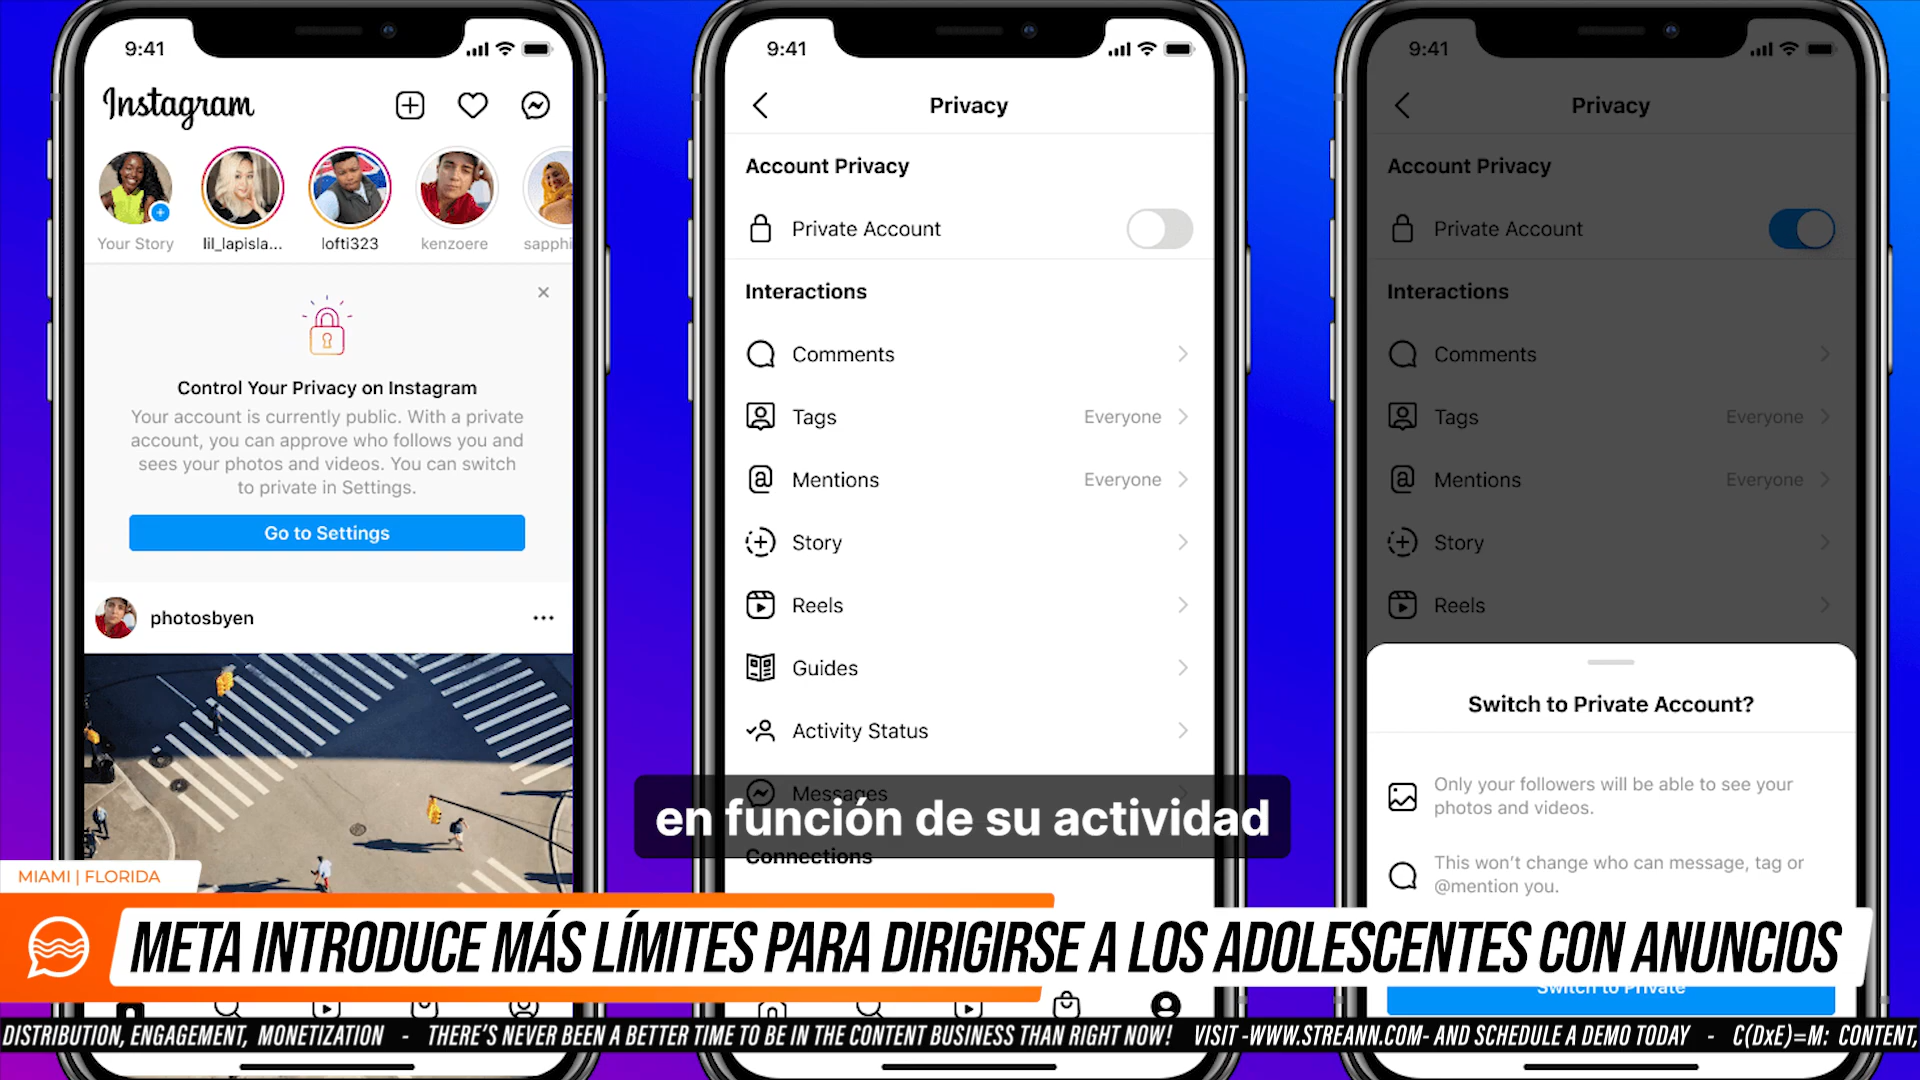 9:41
Instagram
Your Story
lil_lapisla...
lofti323
kenzoere
sapphi
Control Your Privacy on Instagram
Your account is currently public. With a private
account, you can approve who follows you and
sees your photos and videos. You can switch
to private in Settings.
Go to Settings
photosbyen
9:41
Privacy
Account Privacy
Private Account
Interactions
Comments
Tags Everyone
Mentions Everyone
Story
Reels
Guides
Activity Status
Messages
Connections
9:41
Privacy
Account Privacy
Private Account
Interactions
Comments
Tags Everyone
Mentions Everyone
Story
Reels
Switch to Private Account?
Only your followers will be able to see your
photos and videos.
This won't change who can message, tag or
@mention you.
Switch to Private
en función de su actividad
MIAMI | FLORIDA
META INTRODUCE MÁS LÍMITES PARA DIRIGIRSE A LOS ADOLESCENTES CON ANUNCIOS
DISTRIBUTION, ENGAGEMENT, MONETIZATION - THERE'S NEVER BEEN A BETTER TIME TO BE IN THE CONTENT BUSINESS THAN RIGHT NOW! VISIT -WWW.STREANN.COM- AND SCHEDULE A DEMO TODAY - C(DxE)=M: CONTENT,